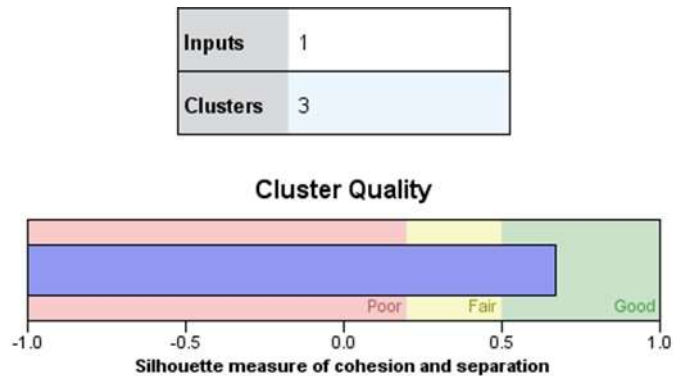 Inputs 1
Clusters 3
Cluster Quality
Poor Fair Good
-1.0 -0.5 0.0 0.5 1.0
Silhouette measure of cohesion and separation